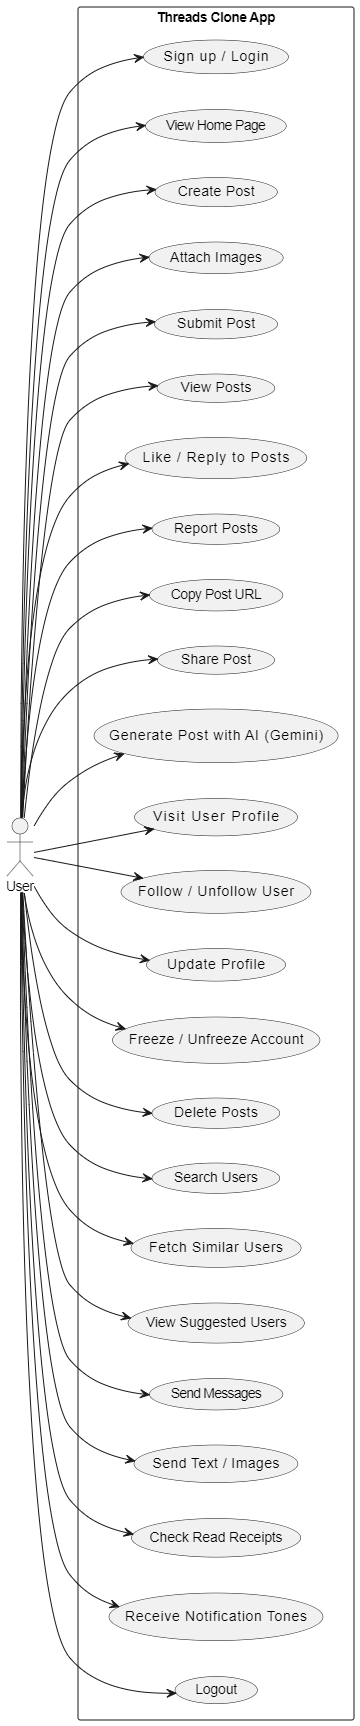 Threads Clone App
Sign up / Login
View Home Page
Create Post
Attach Images
Submit Post
View Posts
Like / Reply to Posts
Report Posts
Copy Post URL
Share Post
Generate Post with AI (Gemini)
Visit User Profile
User
Follow / Unfollow User
Update Profile
Freeze / Unfreeze Account
Delete Posts
Search Users
Fetch Similar Users
View Suggested Users
Send Messages
Send Text / Images
Check Read Receipts
Receive Notification Tones
Logout